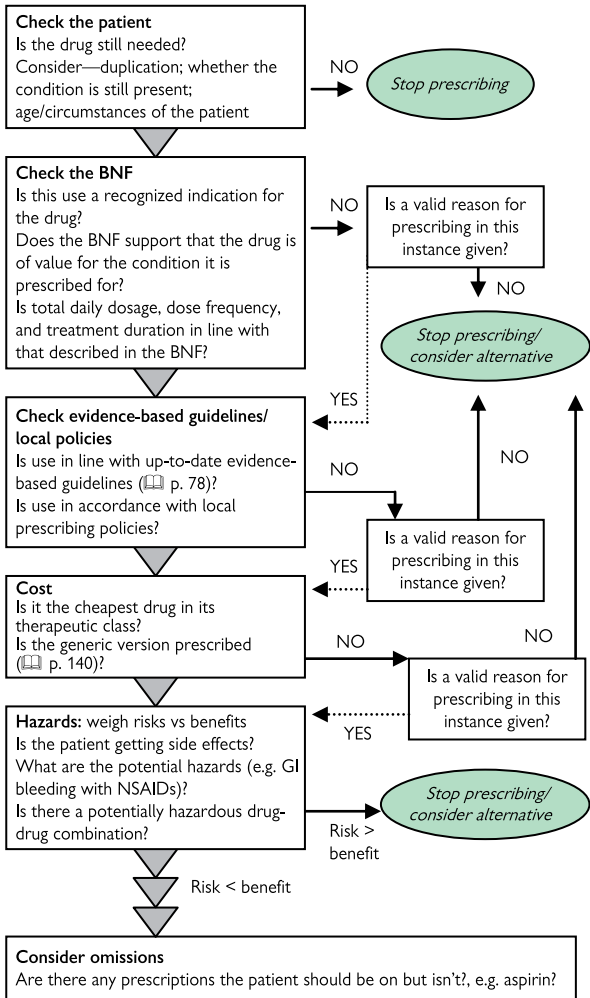 Check the patient
Is the drug still needed?
Consider—duplication; whether the
condition is still present;
age/circumstances of the patient
NO
Stop prescribing
Check the BNF
Is this use a recognized indication for
the drug?
Does the BNF support that the drug is
of value for the condition it is
prescribed for?
Is total daily dosage, dose frequency,
and treatment duration in line with
that described in the BNF?
NO
Is a valid reason for
prescribing in this
instance given?
NO
Stop prescribing/
consider alternative
YES
Check evidence-based guidelines/
local policies
Is use in line with up-to-date evidence-
based guidelines (📖 p. 78)?
Is use in accordance with local
prescribing policies?
NO
Is a valid reason for
prescribing in this
instance given?
NO
YES
Cost
Is it the cheapest drug in its
therapeutic class?
Is the generic version prescribed
(📖 p. 140)?
NO
Is a valid reason for
prescribing in this
instance given?
NO
YES
Hazards: weigh risks vs benefits
Is the patient getting side effects?
What are the potential hazards (e.g. GI
bleeding with NSAIDs)?
Is there a potentially hazardous drug-
drug combination?
Risk >
benefit
Stop prescribing/
consider alternative
Risk < benefit
Consider omissions
Are there any prescriptions the patient should be on but isn't?, e.g. aspirin?